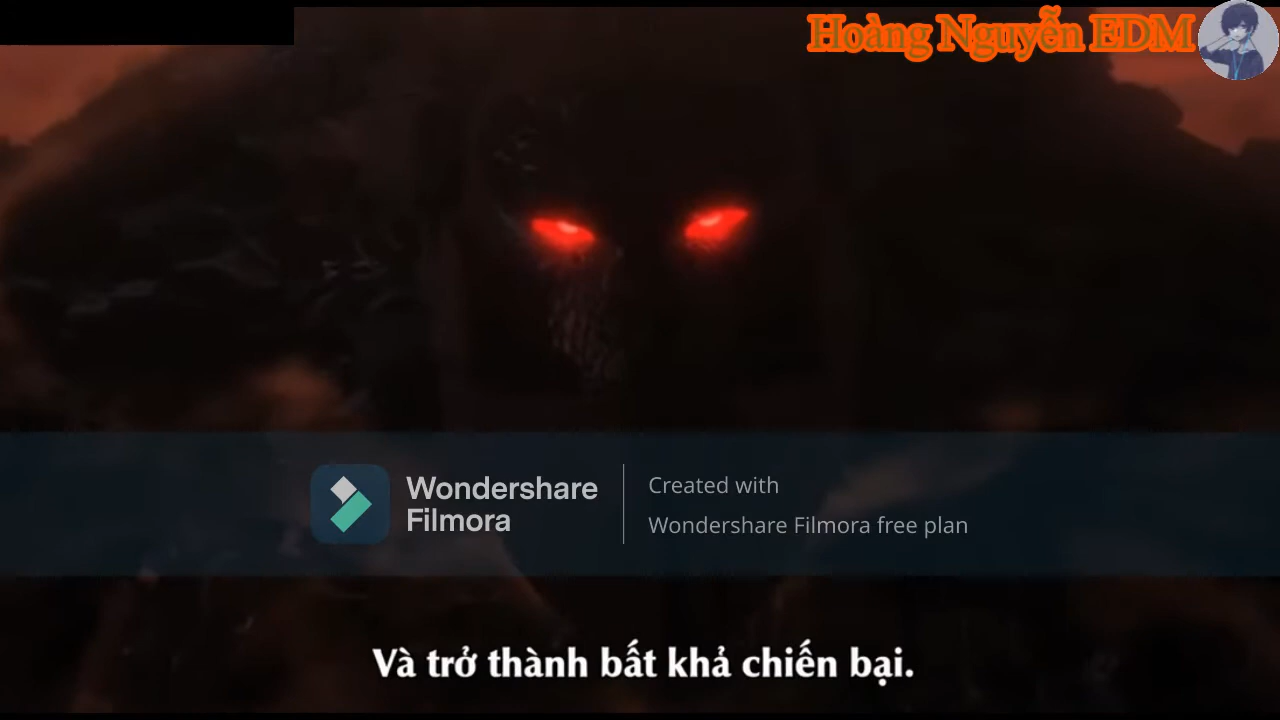 Hoàng Nguyễn EDM
Wondershare
Filmora
Created with
Wondershare Filmora free plan
Và trở thành bất khả chiến bại.